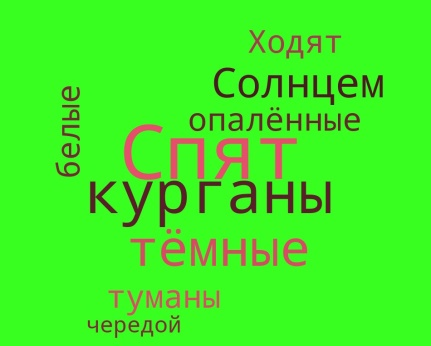 Ходят
Солнцем
опалённые
белые
Спят
курганы
тёмные
туманы
чередой